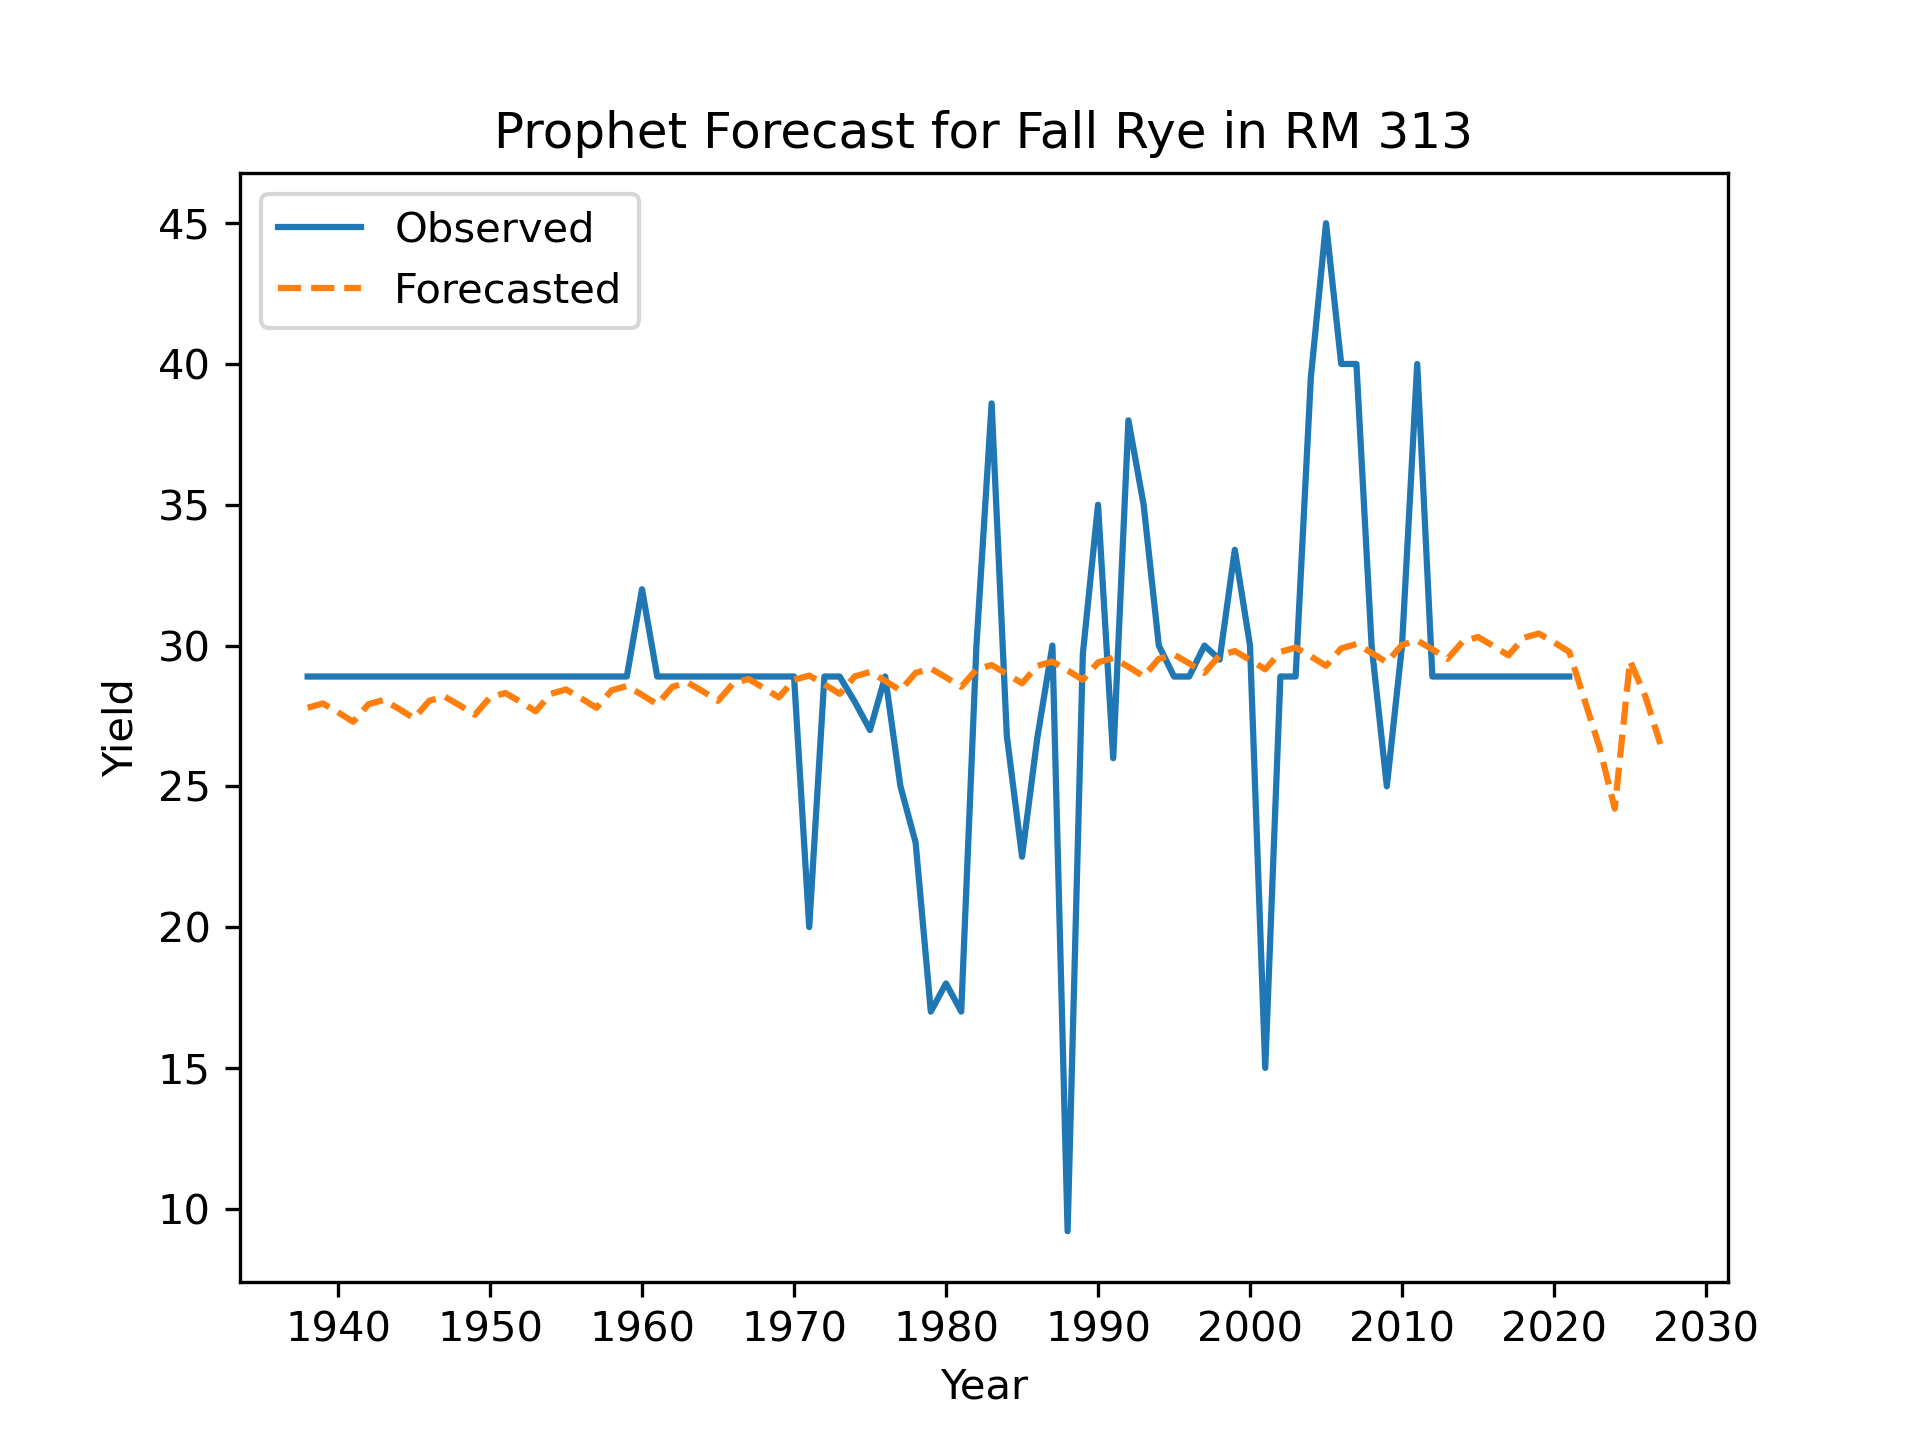 Prophet Forecast for Fall Rye in RM 313
Observed
Forecasted
45
40
35
30
25
20
15
10
Yield
1940 1950 1960 1970 1980 1990 2000 2010 2020 2030
Year